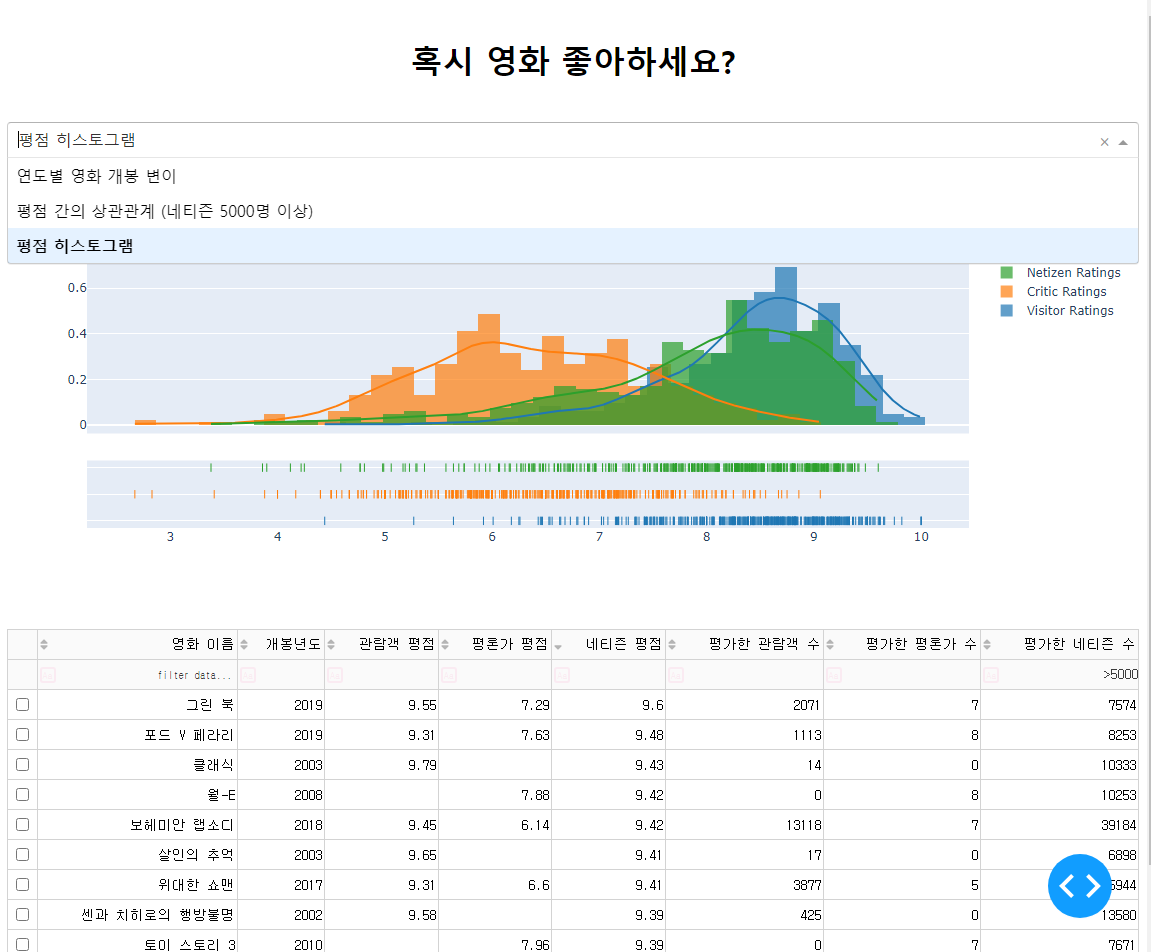 혹시 영화 좋아하세요?
평점 히스토그램
연도별 영화 개봉 변이
평점 간의 상관관계 (네티즌 5000명 이상)
평점 히스토그램
Netizen Ratings
Critic Ratings
Visitor Ratings
0.6
0.4
0.2
0
3 4 5 6 7 8 9 10
영화 이름 개봉년도 관람객 평점 평론가 평점 네티즌 평점 평가한 관람객 수 평가한 평론가 수 평가한 네티즌 수
filter data... >5000
그린 북 2019 9.55 7.29 9.6 2071 7 7574
포드 V 페라리 2019 9.31 7.63 9.48 1113 8 8253
클래식 2003 9.79 9.43 14 0 10333
월-E 2008 7.88 9.42 0 8 10253
보헤미안 랩소디 2018 9.45 6.14 9.42 13118 7 39184
살인의 추억 2003 9.65 9.41 17 0 6898
위대한 쇼맨 2017 9.31 6.6 9.41 3877 5
센과 치히로의 행방불명 2002 9.58 9.39 425 0 13580
토이 스토리 3 2010 7.96 9.39 0 7 7671